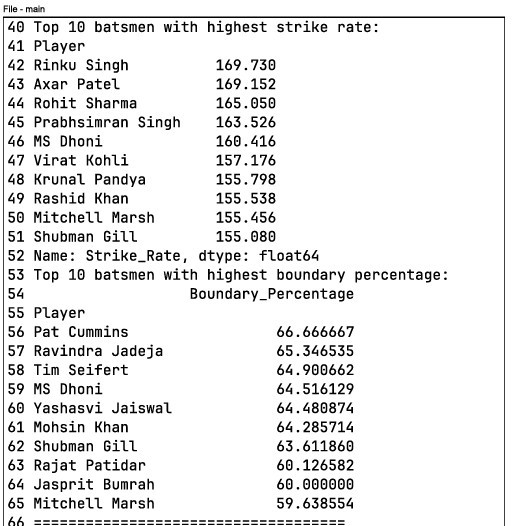 File - main
40 Top 10 batsmen with highest strike rate:
41 Player
42 Rinku Singh 169.730
43 Axar Patel 169.152
44 Rohit Sharma 165.050
45 Prabhsimran Singh 163.526
46 MS Dhoni 160.416
47 Virat Kohli 157.176
48 Krunal Pandya 155.798
49 Rashid Khan 155.538
50 Mitchell Marsh 155.456
51 Shubman Gill 155.080
52 Name: Strike_Rate, dtype: float64
53 Top 10 batsmen with highest boundary percentage:
54 Boundary_Percentage
55 Player
56 Pat Cummins 66.666667
57 Ravindra Jadeja 65.346535
58 Tim Seifert 64.900662
59 MS Dhoni 64.516129
60 Yashasvi Jaiswal 64.480874
61 Mohsin Khan 64.285714
62 Shubman Gill 63.611860
63 Rajat Patidar 60.126582
64 Jasprit Bumrah 60.000000
65 Mitchell Marsh 59.638554
66 ===================================